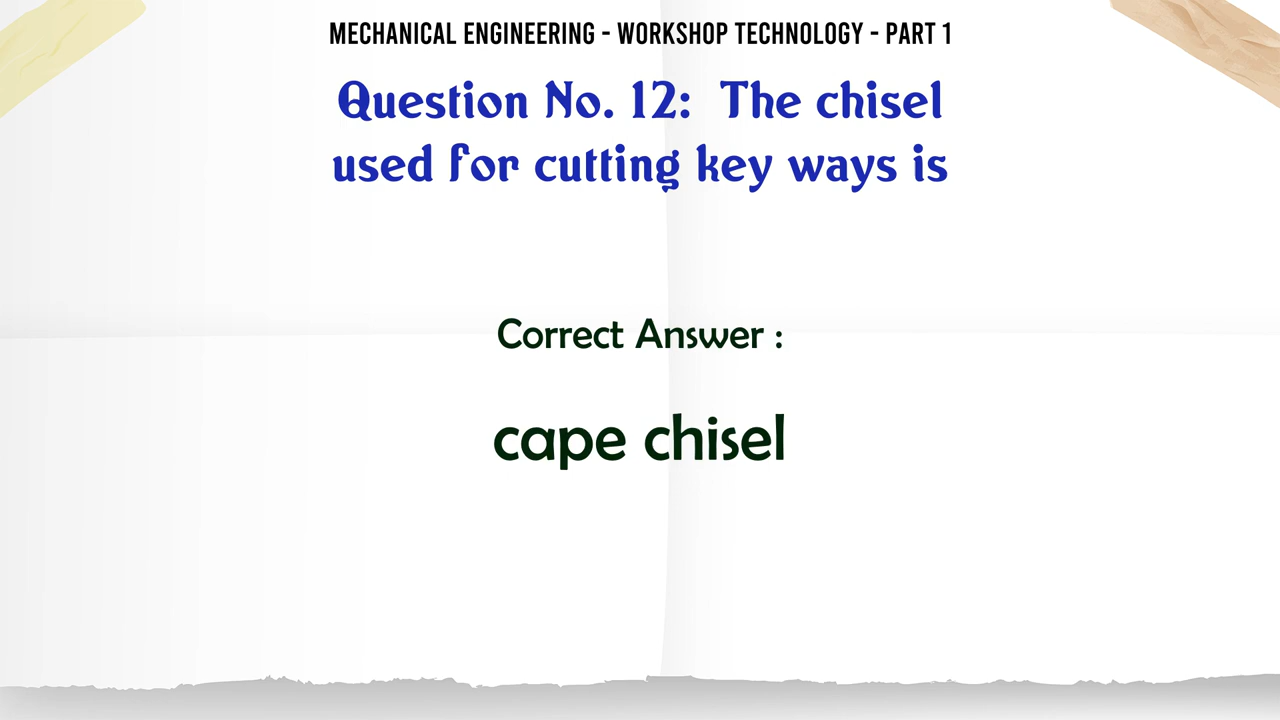 MECHANICAL ENGINEERING - WORKSHOP TECHNOLOGY - PART 1
Question No. 12: The chisel
used for cutting key ways is
Correct Answer :
cape chisel